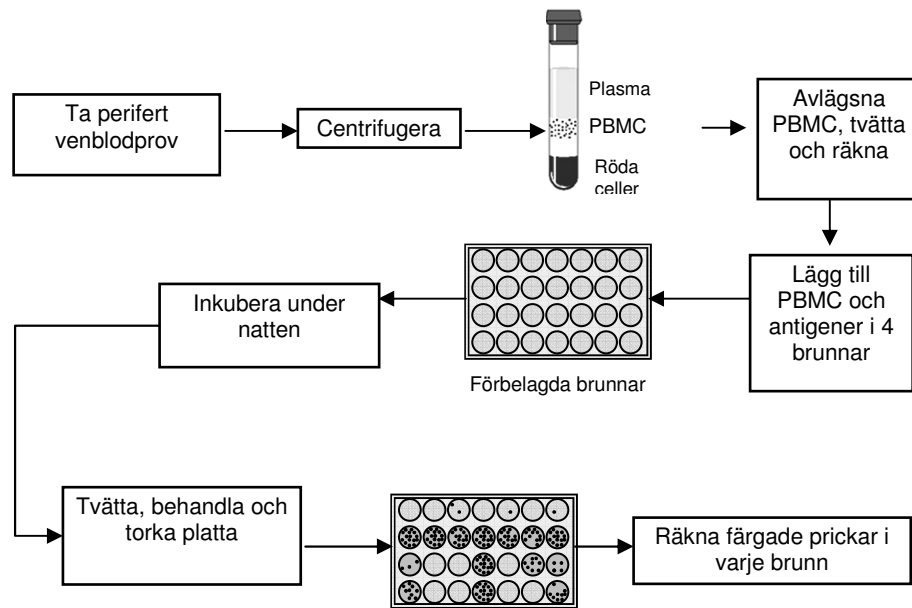 Ta perifert
venblodprov
Centrifugera
Plasma
PBMC
Röda
celler
Avlägsna
PBMC, tvätta
och räkna
Lägg till
PBMC och
antigener i 4
brunnar
Förbelagda brunnar
Inkubera under
natten
Tvätta, behandla och
torka platta
Räkna färgade prickar i
varje brunn